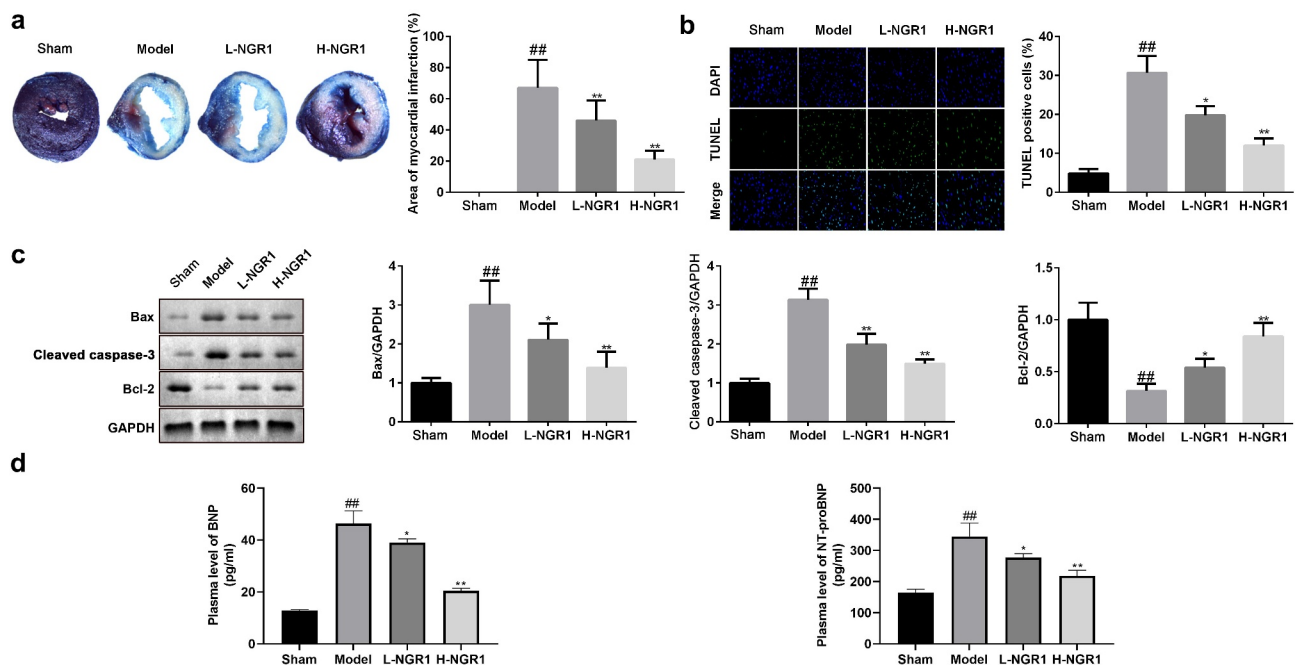 a
Sham Model L-NGR1 H-NGR1
Area of myocardial infarction (%)
100
80
60
40
20
0
##
**
**
Sham Model L-NGR1 H-NGR1
b
Sham Model L-NGR1 H-NGR1
DAPI
TUNEL
Merge
TUNEL positive cells (%)
40
30
20
10
0
##
*
**
Sham Model L-NGR1 H-NGR1
c
Sham Model L-NGR1 H-NGR1
Bax
Cleaved caspase-3
Bcl-2
GAPDH
Bax/GAPDH
4
3
2
1
0
##
*
**
Sham Model L-NGR1 H-NGR1
Cleaved casepase-3/GAPDH
4
3
2
1
0
##
**
**
Sham Model L-NGR1 H-NGR1
Bcl-2/GAPDH
1.5
1.0
0.5
0.0
##
*
**
Sham Model L-NGR1 H-NGR1
d
Plasma level of BNP
(pg/ml)
60
40
20
0
##
*
**
Sham Model L-NGR1 H-NGR1
Plasma level of NT-proBNP
(pg/ml)
500
400
300
200
100
0
##
*
**
Sham Model L-NGR1 H-NGR1